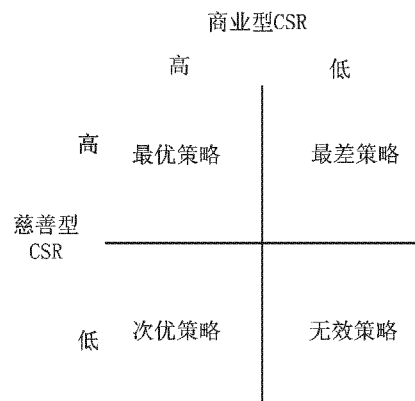 商业型CSR
高 低
高 最优策略 最差策略
慈善型
CSR
低 次优策略 无效策略